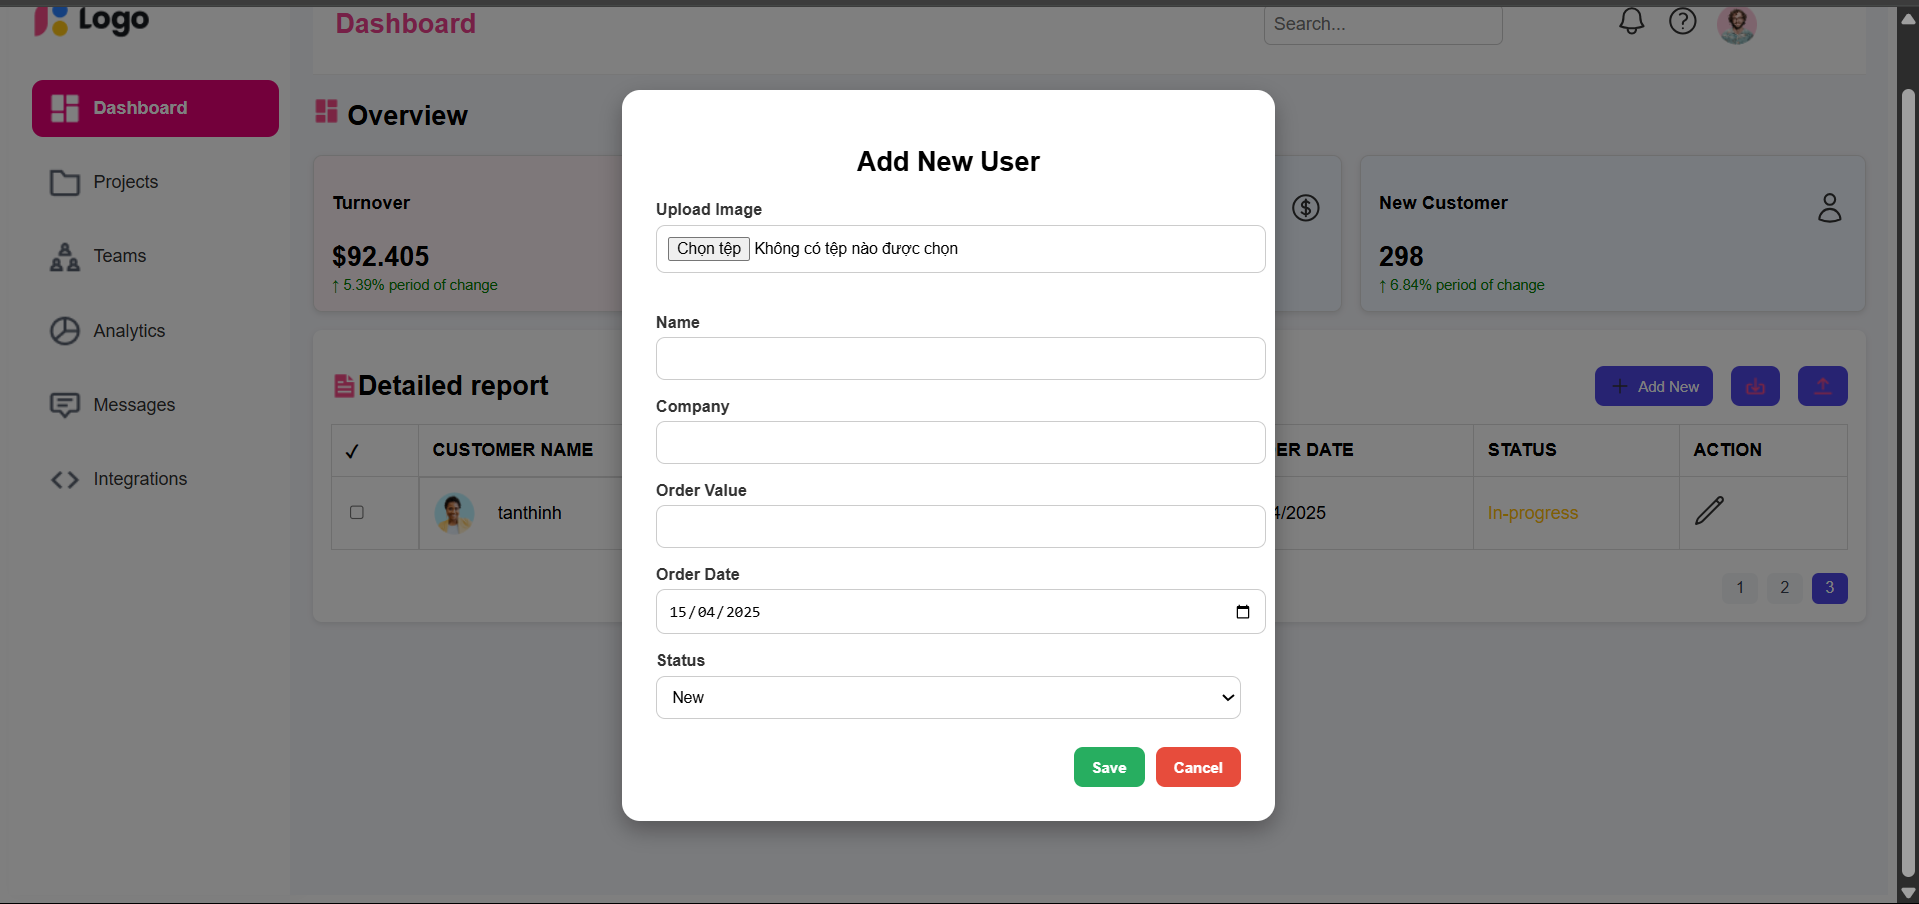 Logo
Dashboard
Search...
Dashboard
Projects
Teams
Analytics
Messages
Integrations
Overview
Turnover
$92.405
↑ 5.39% period of change
$
New Customer
298
↑ 6.84% period of change
Detailed report
+ Add New
✓ CUSTOMER NAME ER DATE STATUS ACTION
tanthinh 4/2025 In-progress
1 2 3
Add New User
Upload Image
Chọn tệp Không có tệp nào được chọn
Name
Company
Order Value
Order Date
15/04/2025
Status
New
Save Cancel